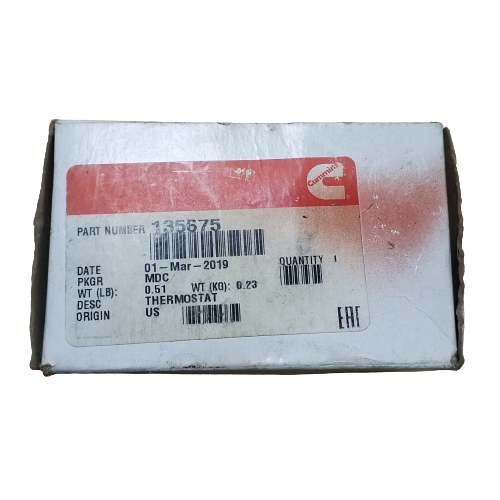 Cummins
PART NUMBER 135675
DATE 01-Mar-2019
QUANTITY 1
PKGR MDC
WT (LB): 0.51 WT (KG): 0.23
DESC THERMOSTAT
ORIGIN US
EAC